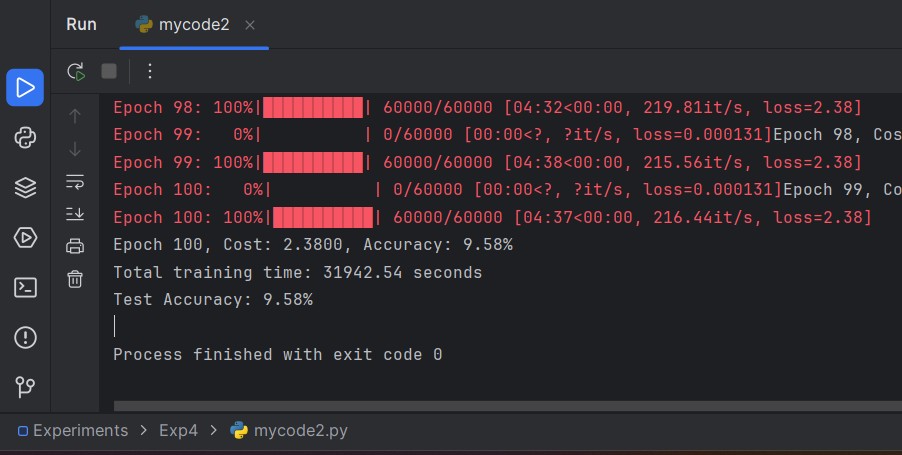 Run mycode2
Epoch 98: 100%|██████████| 60000/60000 [04:32<00:00, 219.81it/s, loss=2.38]
Epoch 99:   0%|          | 0/60000 [00:00<?, ?it/s, loss=0.000131]Epoch 98, Cos
Epoch 99: 100%|██████████| 60000/60000 [04:38<00:00, 215.56it/s, loss=2.38]
Epoch 100:   0%|          | 0/60000 [00:00<?, ?it/s, loss=0.000131]Epoch 99, Co
Epoch 100: 100%|██████████| 60000/60000 [04:37<00:00, 216.44it/s, loss=2.38]
Epoch 100, Cost: 2.3800, Accuracy: 9.58%
Total training time: 31942.54 seconds
Test Accuracy: 9.58%
Process finished with exit code 0
Experiments > Exp4 > mycode2.py